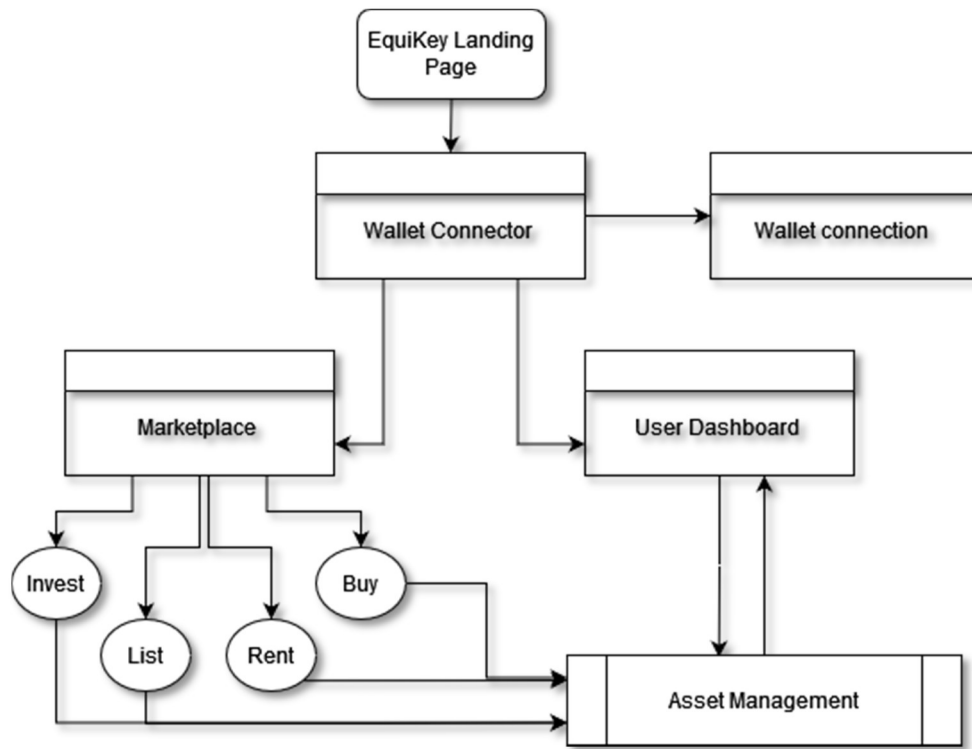 EquiKey Landing
Page
Wallet Connector
Wallet connection
Marketplace
User Dashboard
Invest
Buy
List
Rent
Asset Management